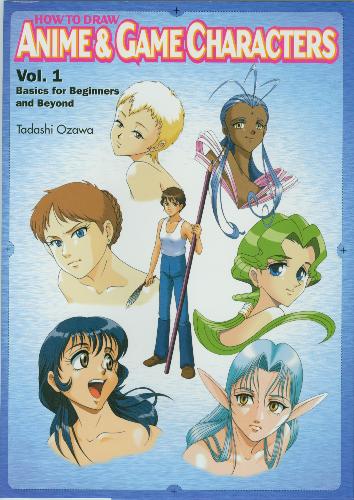 HOW TO DRAW
ANIME & GAME CHARACTERS
Vol. 1
Basics for Beginners
and Beyond
Tadashi Ozawa